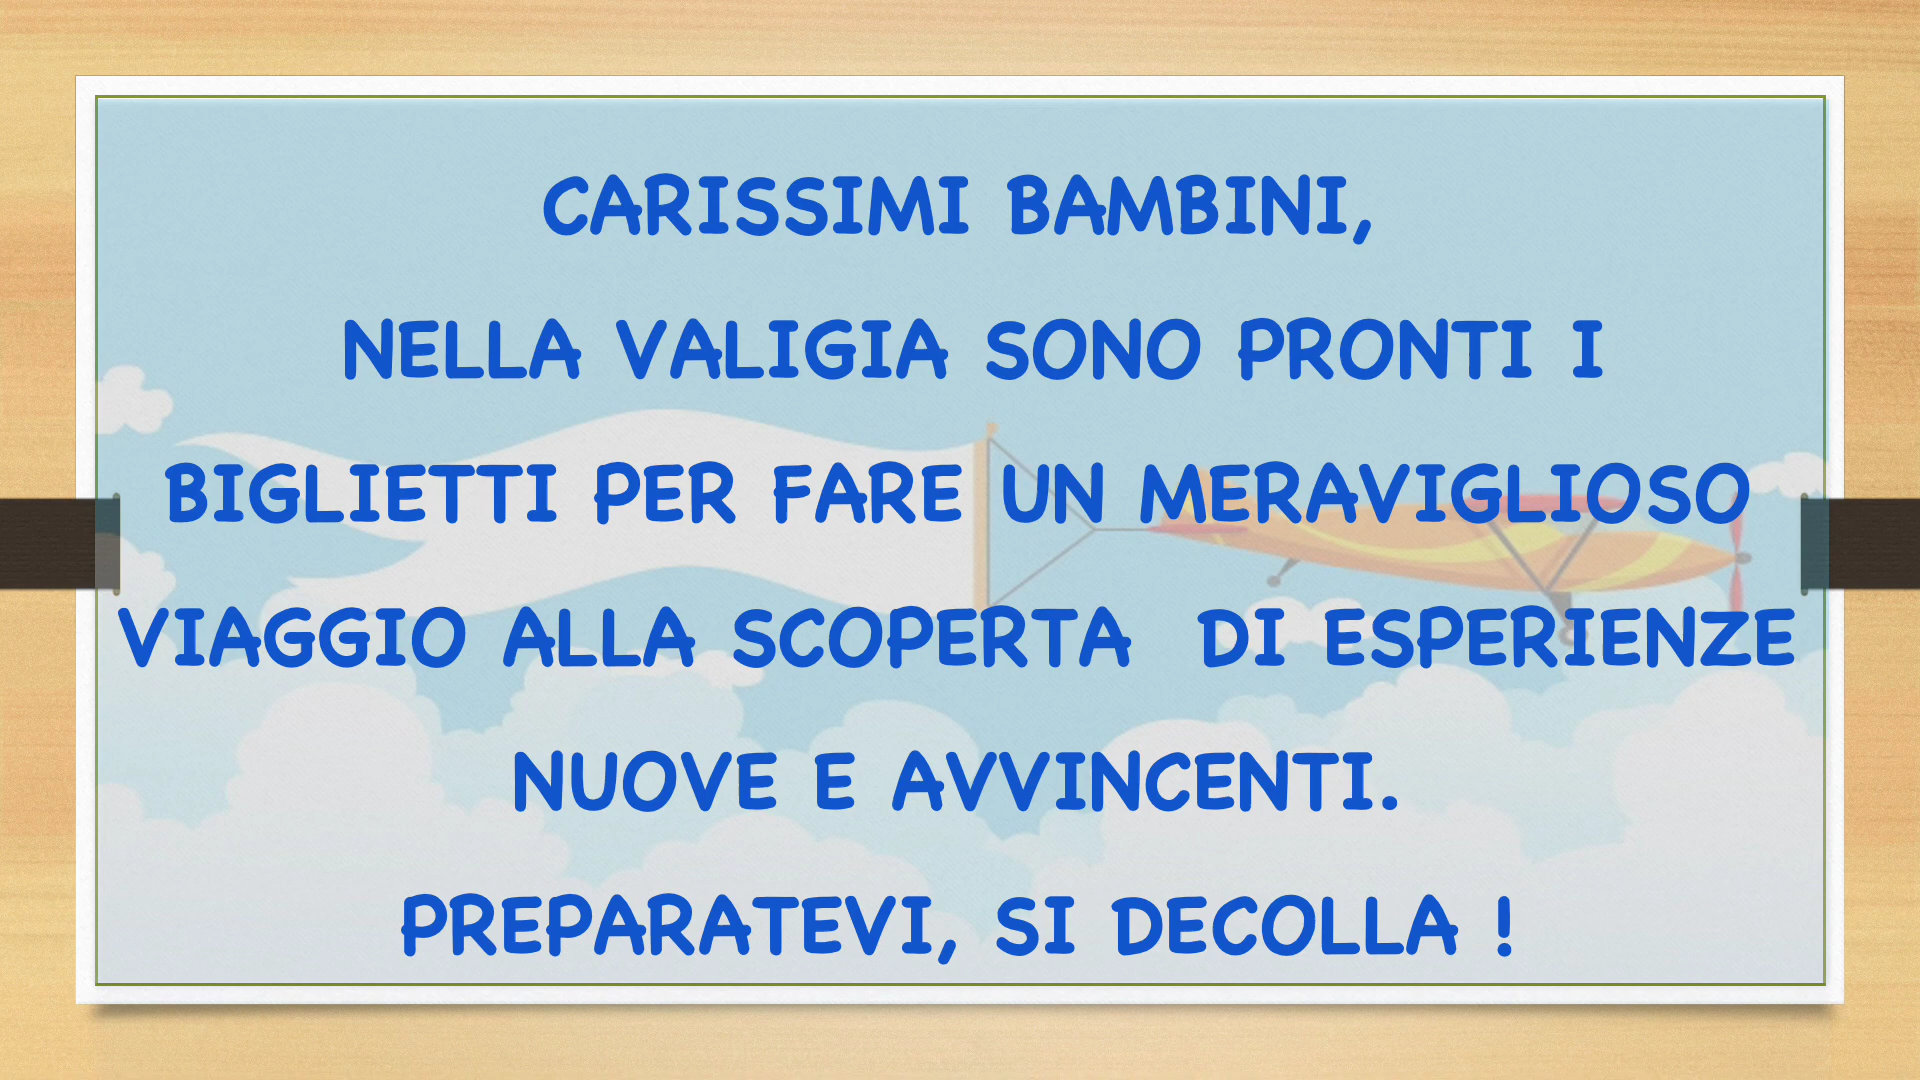 CARISSIMI BAMBINI,
NELLA VALIGIA SONO PRONTI I
BIGLIETTI PER FARE UN MERAVIGLIOSO
VIAGGIO ALLA SCOPERTA DI ESPERIENZE
NUOVE E AVVINCENTI.
PREPARATEVI, SI DECOLLA !